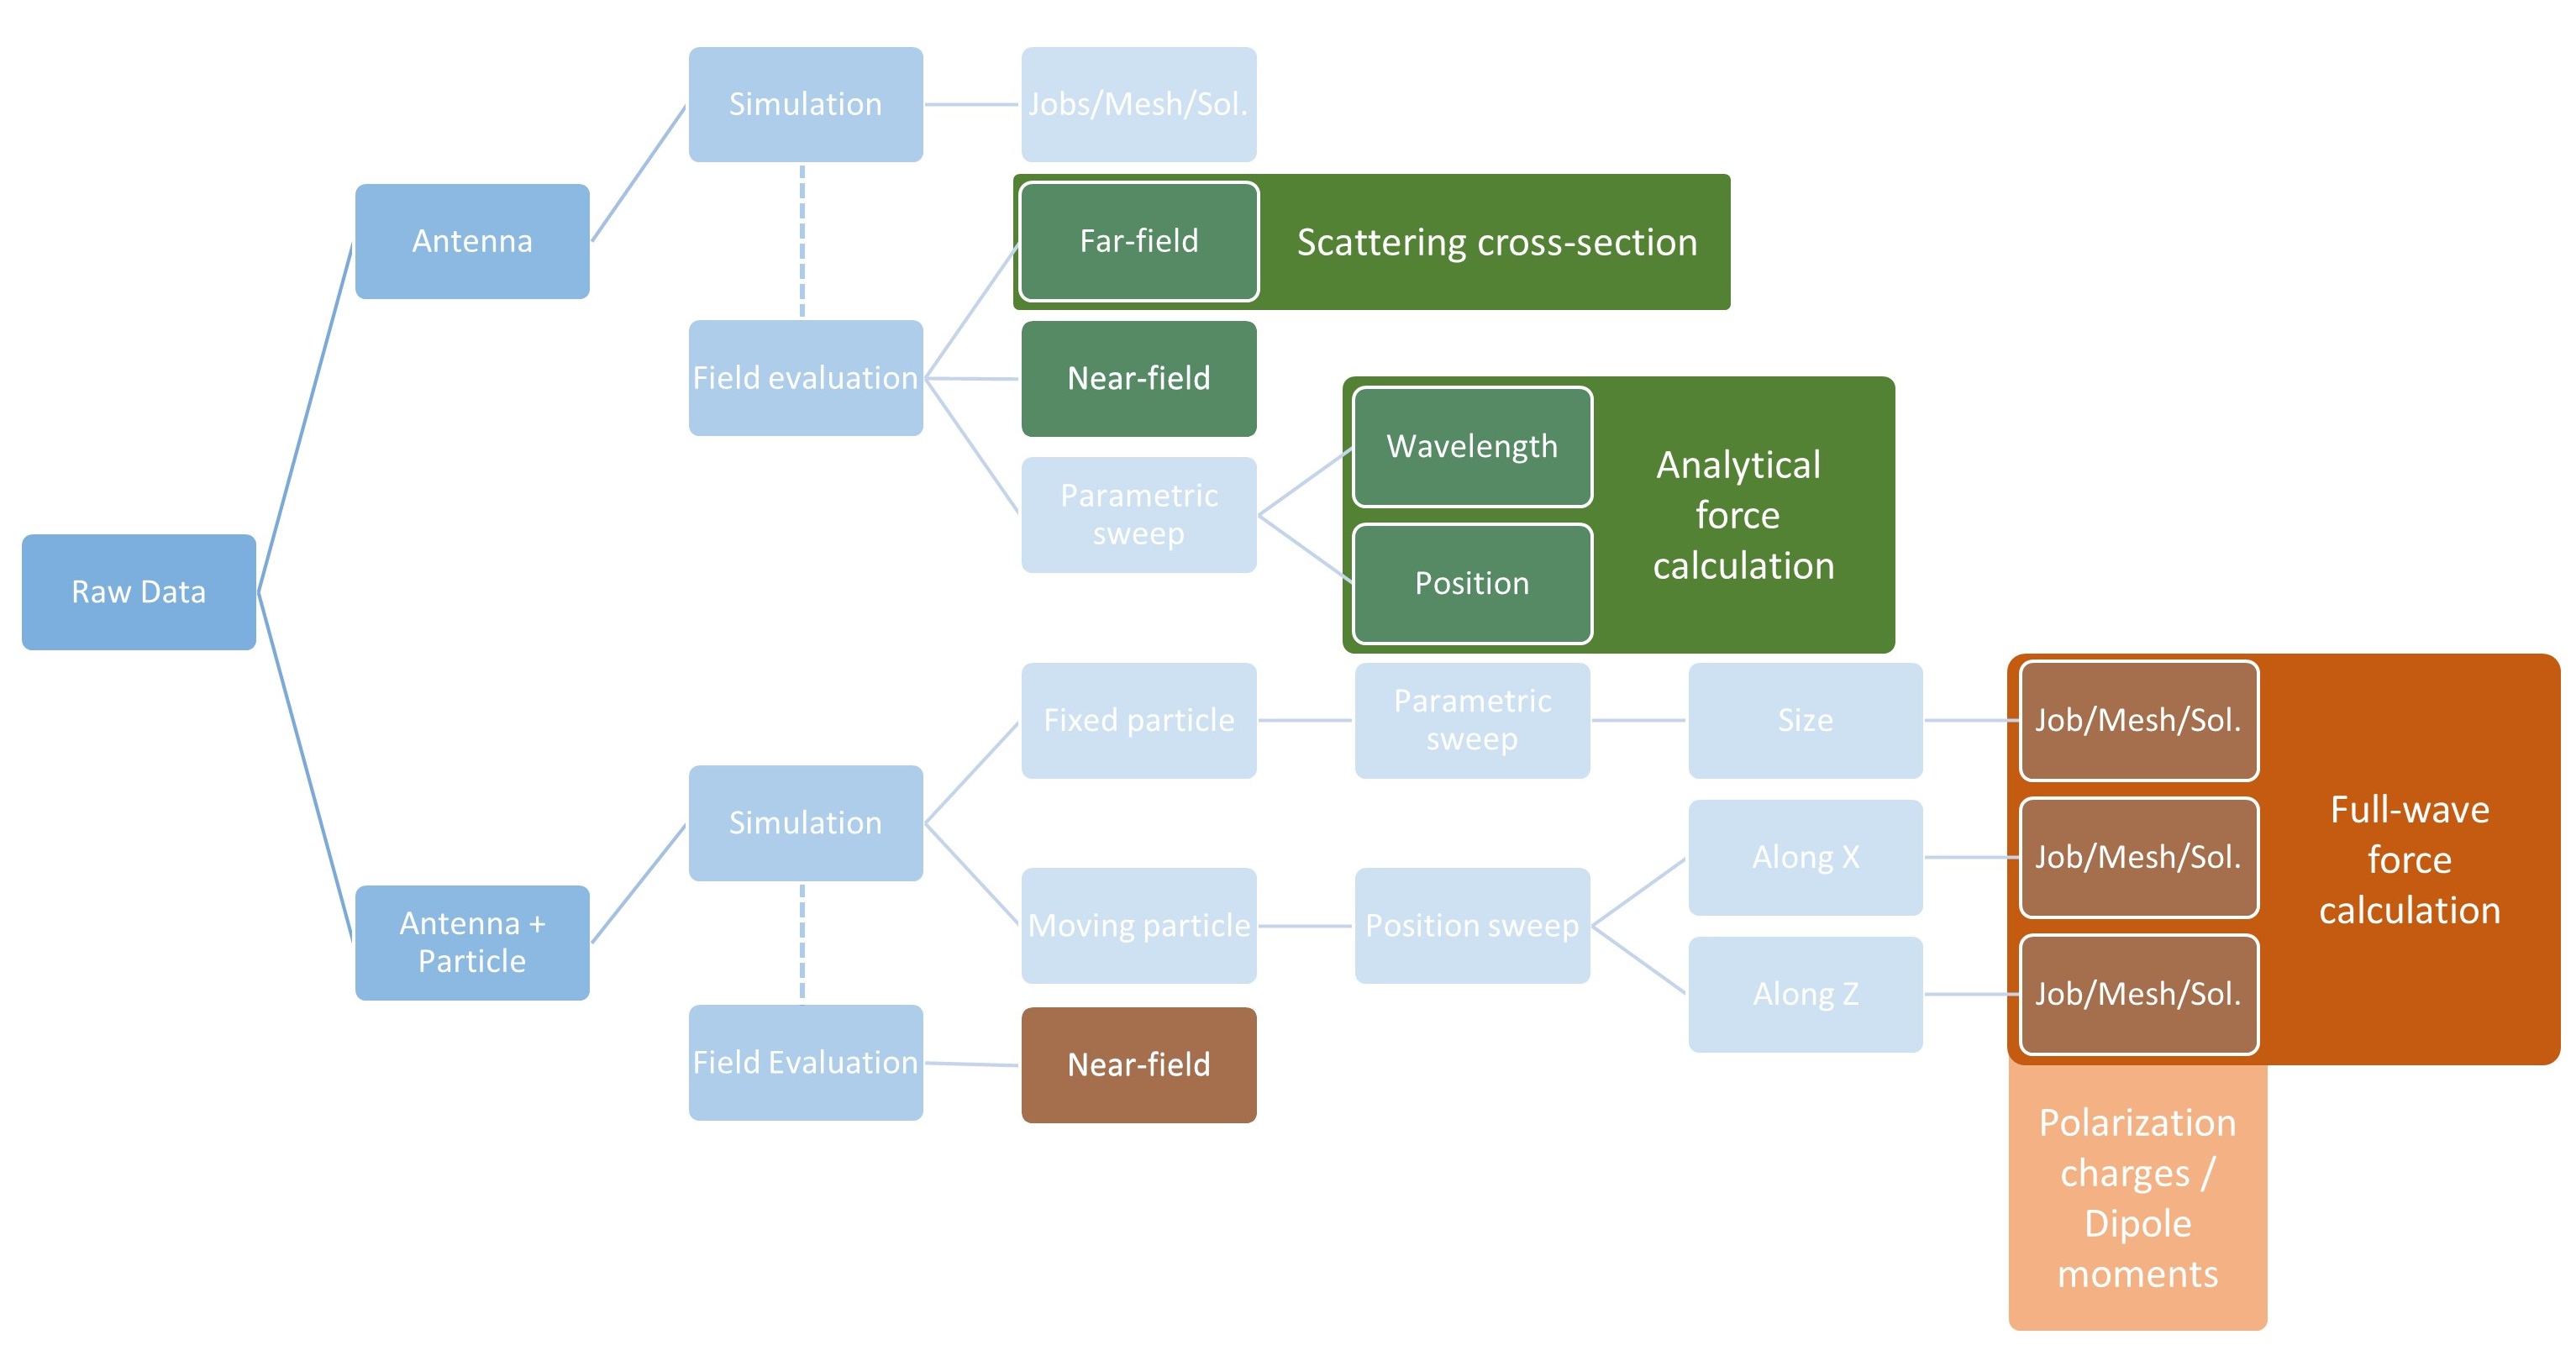 Simulation
Jobs/Mesh/Sol.
Antenna
Far-field
Scattering cross-section
Field evaluation
Near-field
Parametric
sweep
Wavelength
Position
Analytical
force
calculation
Raw Data
Antenna +
Particle
Simulation
Fixed particle
Parametric
sweep
Size
Job/Mesh/Sol.
Moving particle
Position sweep
Along X
Job/Mesh/Sol.
Along Z
Job/Mesh/Sol.
Full-wave
force
calculation
Field Evaluation
Near-field
Polarization
charges /
Dipole
moments